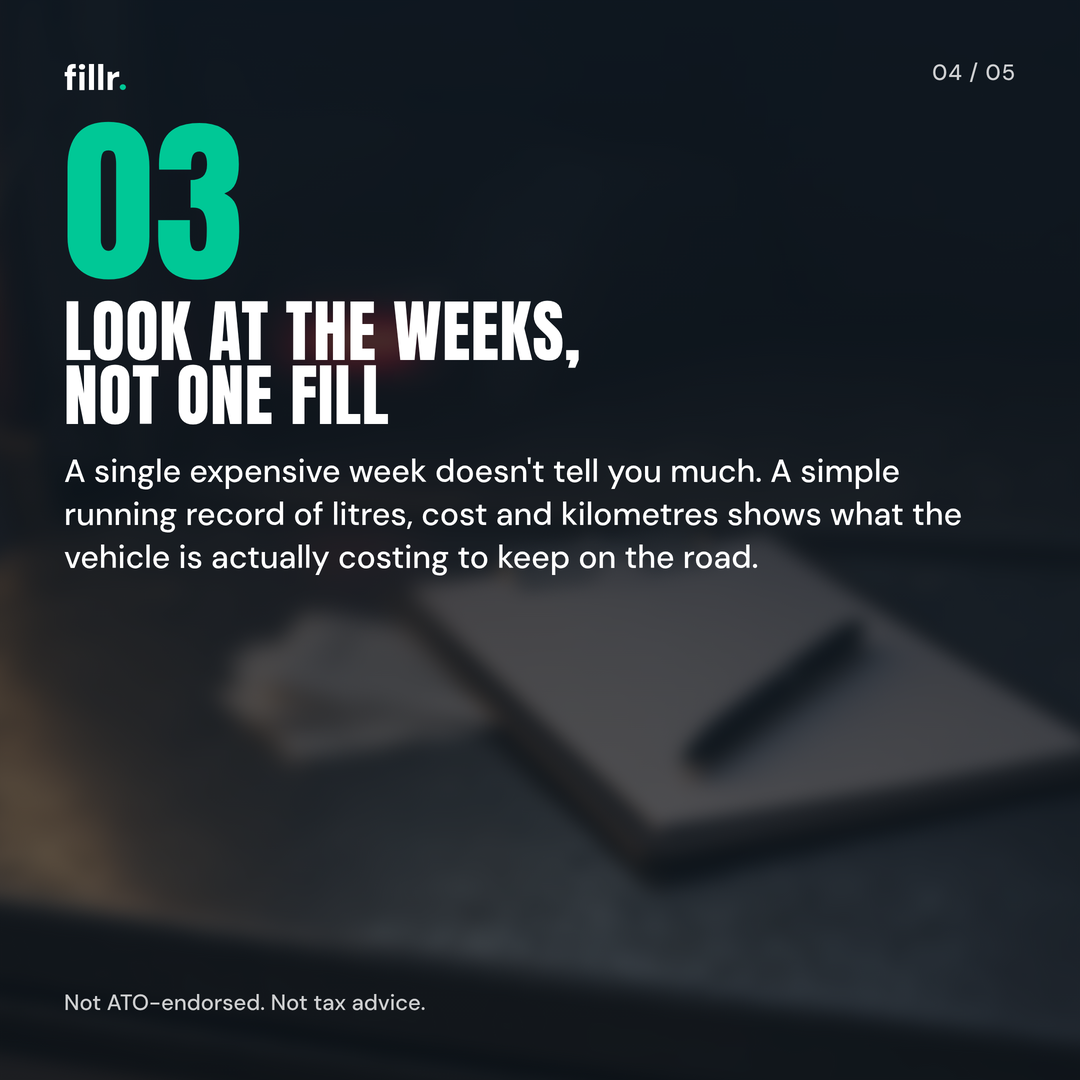 fillr.
04 / 05
03
LOOK AT THE WEEKS,
NOT ONE FILL
A single expensive week doesn't tell you much. A simple
running record of litres, cost and kilometres shows what the
vehicle is actually costing to keep on the road.
Not ATO-endorsed. Not tax advice.